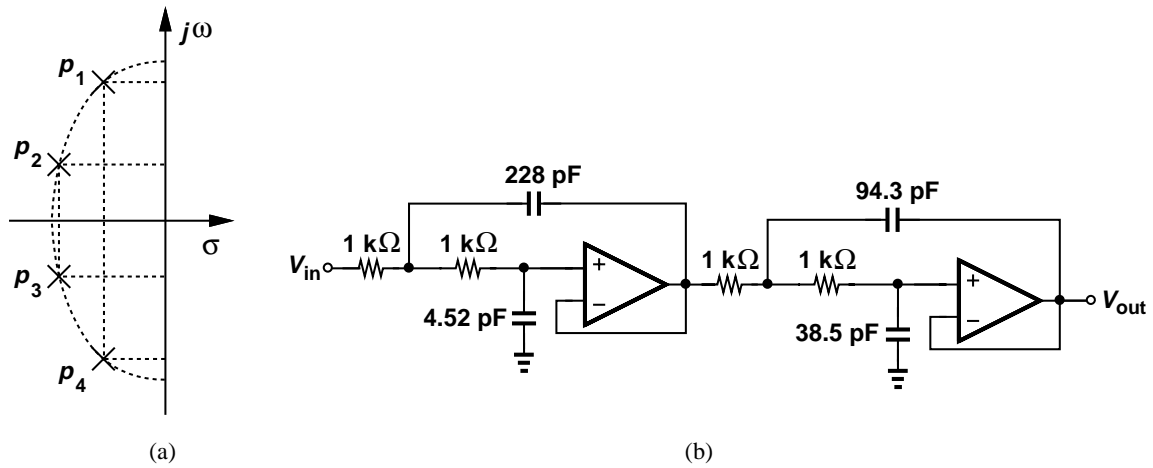 jω
p1
p2
p3
p4
σ
(a)
228 pF
94.3 pF
1 kΩ
1 kΩ
1 kΩ
1 kΩ
Vin
+
−
4.52 pF
+
−
38.5 pF
Vout
(b)